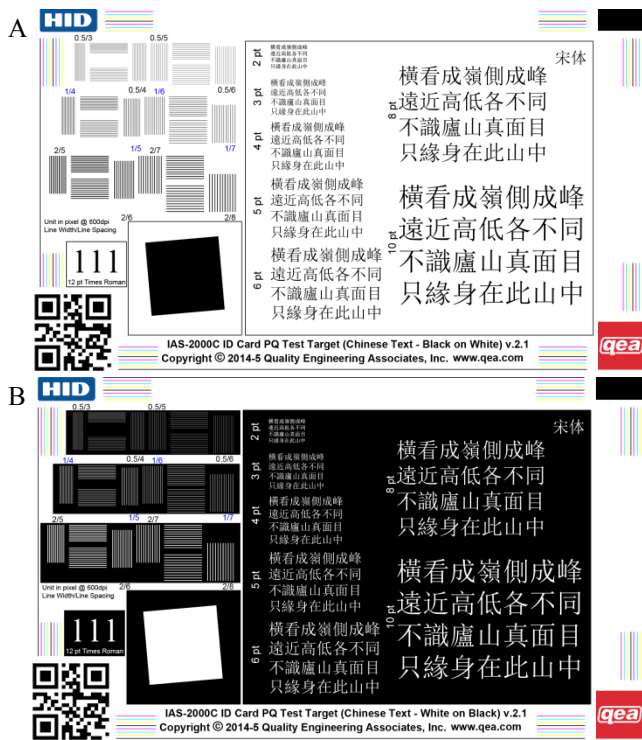 A
HID
0.5/3
0.5/5
1/4
0.5/4
1/6
0.5/6
2/5
1/5
2/7
1/7
Unit in pixel @ 600dpi
Line Width/Line Spacing
2/6
2/8
111
12 pt Times Roman
宋体
2 pt
橫看成嶺側成峰
遠近高低各不同
不識廬山真面目
只緣身在此山中
3 pt
橫看成嶺側成峰
遠近高低各不同
不識廬山真面目
只緣身在此山中
4 pt
橫看成嶺側成峰
遠近高低各不同
不識廬山真面目
只緣身在此山中
5 pt
橫看成嶺側成峰
遠近高低各不同
不識廬山真面目
只緣身在此山中
6 pt
橫看成嶺側成峰
遠近高低各不同
不識廬山真面目
只緣身在此山中
8 pt
橫看成嶺側成峰
遠近高低各不同
不識廬山真面目
只緣身在此山中
10 pt
橫看成嶺側成峰
遠近高低各不同
不識廬山真面目
只緣身在此山中
qea
IAS-2000C ID Card PQ Test Target (Chinese Text - Black on White) v.2.1
Copyright © 2014-5 Quality Engineering Associates, Inc. www.qea.com
B
HID
0.5/3
0.5/5
1/4
0.5/4
1/6
0.5/6
2/5
1/5
2/7
1/7
Unit in pixel @ 600dpi
Line Width/Line Spacing
2/6
2/8
111
12 pt Times Roman
宋体
2 pt
橫看成嶺側成峰
遠近高低各不同
不識廬山真面目
只緣身在此山中
3 pt
橫看成嶺側成峰
遠近高低各不同
不識廬山真面目
只緣身在此山中
4 pt
橫看成嶺側成峰
遠近高低各不同
不識廬山真面目
只緣身在此山中
5 pt
橫看成嶺側成峰
遠近高低各不同
不識廬山真面目
只緣身在此山中
6 pt
橫看成嶺側成峰
遠近高低各不同
不識廬山真面目
只緣身在此山中
8 pt
橫看成嶺側成峰
遠近高低各不同
不識廬山真面目
只緣身在此山中
10 pt
橫看成嶺側成峰
遠近高低各不同
不識廬山真面目
只緣身在此山中
qea
IAS-2000C ID Card PQ Test Target (Chinese Text - White on Black) v.2.1
Copyright © 2014-5 Quality Engineering Associates, Inc. www.qea.com